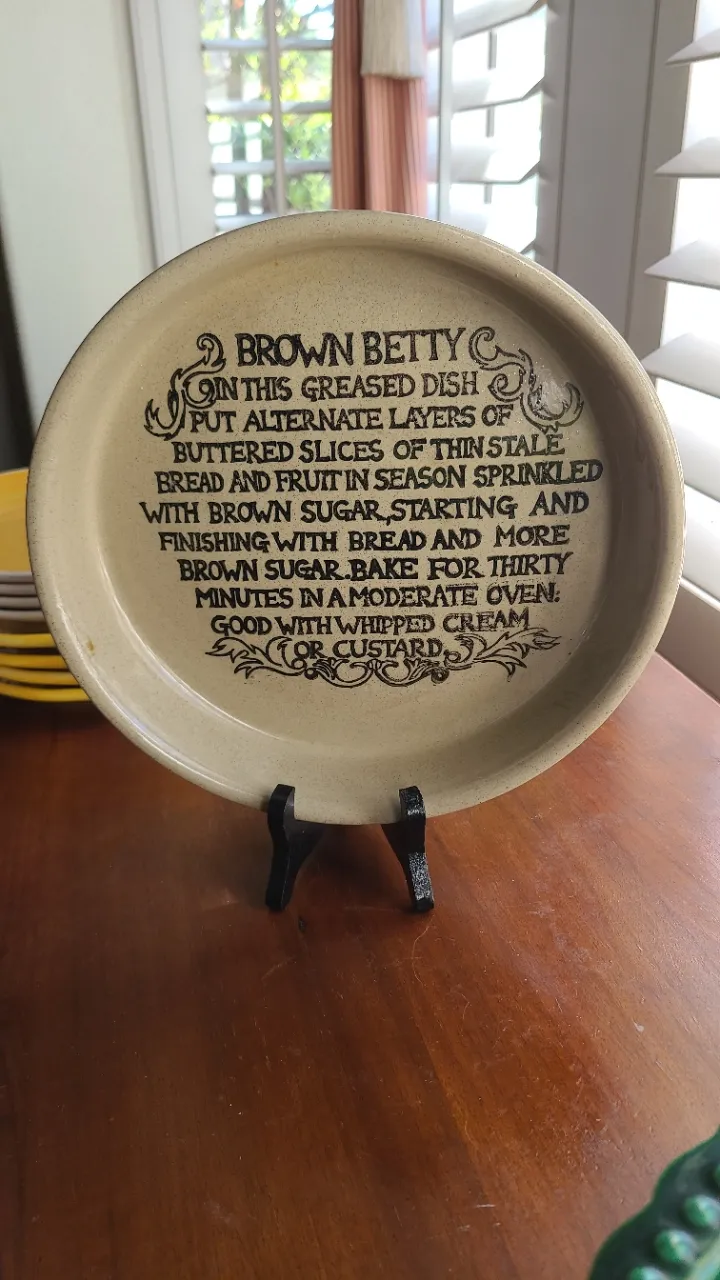 BROWN BETTY
IN THIS GREASED DISH
PUT ALTERNATE LAYERS OF
BUTTERED SLICES OF THIN STALE
BREAD AND FRUIT IN SEASON SPRINKLED
WITH BROWN SUGAR, STARTING AND
FINISHING WITH BREAD AND MORE
BROWN SUGAR. BAKE FOR THIRTY
MINUTES IN A MODERATE OVEN:
GOOD WITH WHIPPED CREAM
OR CUSTARD.